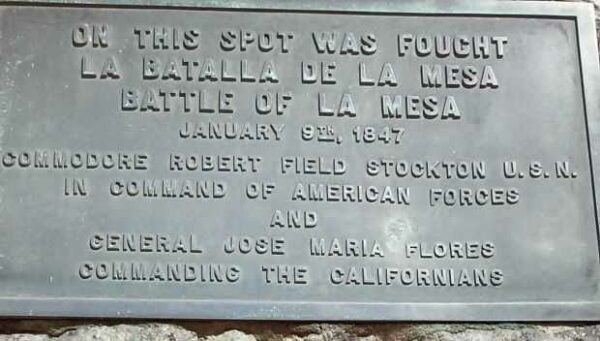 ON THIS SPOT WAS FOUGHT
LA BATALLA DE LA MESA
BATTLE OF LA MESA
JANUARY 9TH, 1847
COMMODORE ROBERT FIELD STOCKTON U.S.N.
IN COMMAND OF AMERICAN FORCES
AND
GENERAL JOSE MARIA FLORES
COMMANDING THE CALIFORNIANS